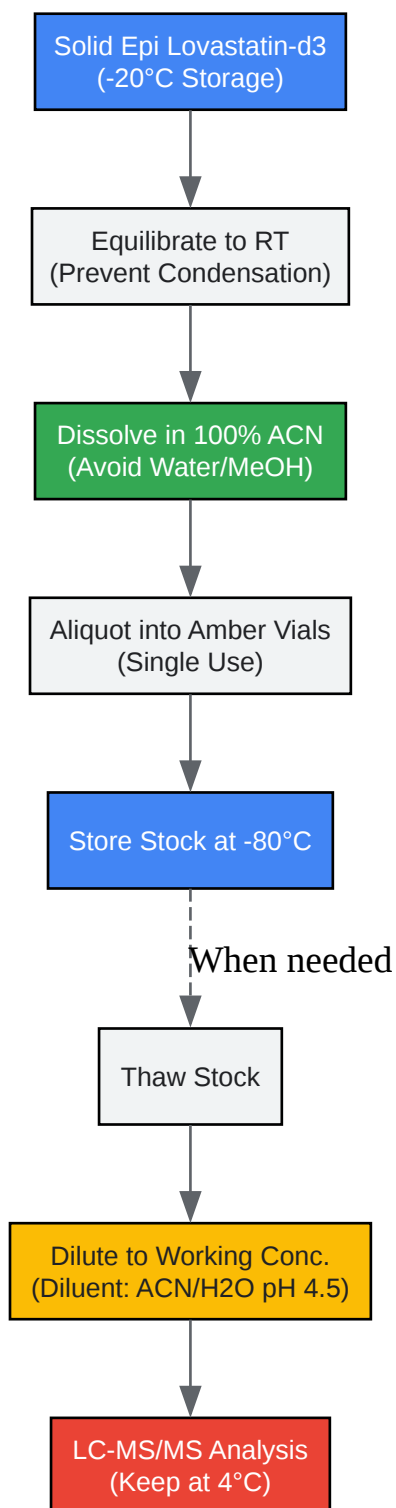 Solid Epi Lovastatin-d3
(-20°C Storage)
Equilibrate to RT
(Prevent Condensation)
Dissolve in 100% ACN
(Avoid Water/MeOH)
Aliquot into Amber Vials
(Single Use)
Store Stock at -80°C
When needed
Thaw Stock
Dilute to Working Conc.
(Diluent: ACN/H2O pH 4.5)
LC-MS/MS Analysis
(Keep at 4°C)